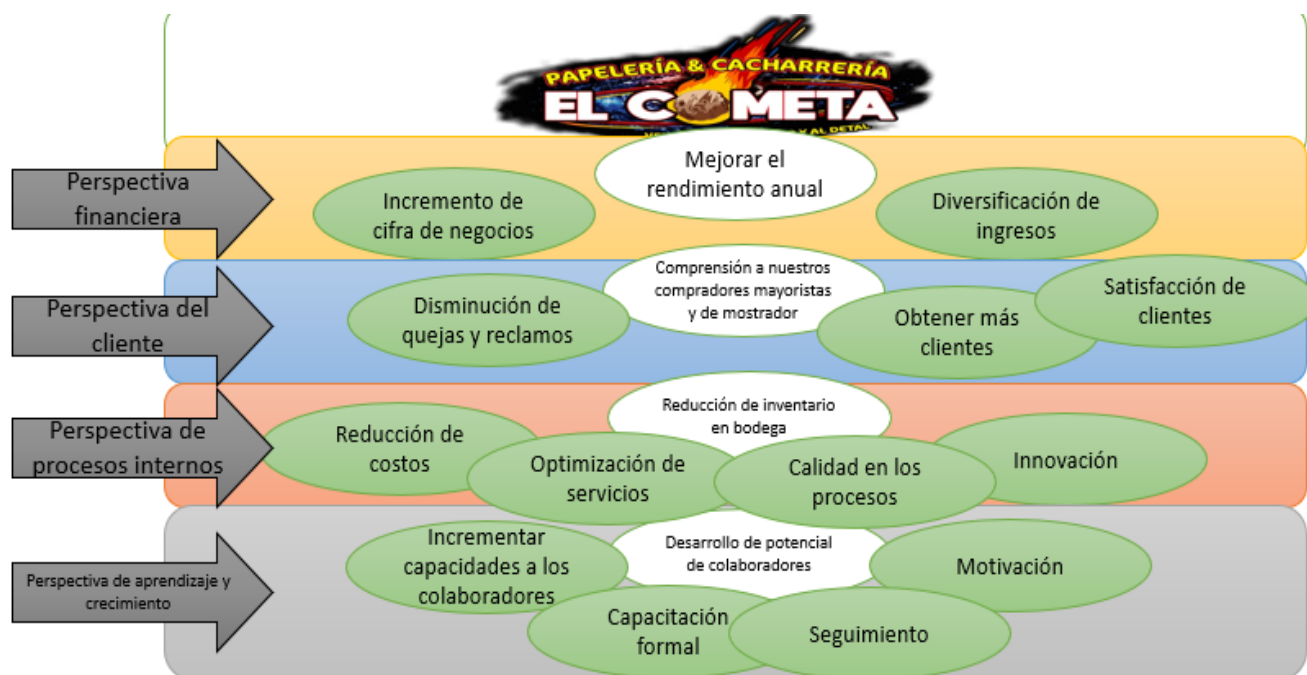 PAPELERÍA & CACHARRERÍA
EL COMETA
Y AL DETAL
Perspectiva
financiera
Incremento de
cifra de negocios
Mejorar el
rendimiento anual
Diversificación de
ingresos
Perspectiva del
cliente
Disminución de
quejas y reclamos
Comprensión a nuestros
compradores mayoristas
y de mostrador
Obtener más
clientes
Satisfacción de
clientes
Perspectiva de
procesos internos
Reducción de
costos
Optimización de
servicios
Reducción de inventario
en bodega
Calidad en los
procesos
Innovación
Perspectiva de aprendizaje y
crecimiento
Incrementar
capacidades a los
colaboradores
Capacitación
formal
Desarrollo de potencial
de colaboradores
Seguimiento
Motivación